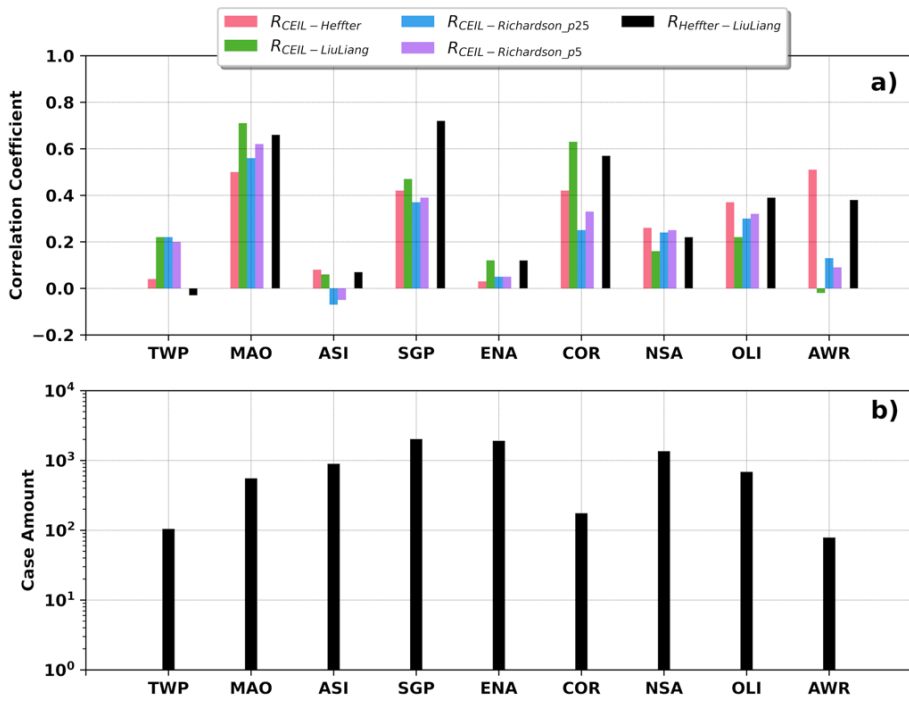 R_CEIL−Heffter R_CEIL−Richardson_p25 R_Heffter−LiuLiang
R_CEIL−LiuLiang R_CEIL−Richardson_p5
1.0
a)
0.8
0.6
0.4
0.2
0.0
−0.2
Correlation Coefficient
TWP MAO ASI SGP ENA COR NSA OLI AWR
10^4
b)
10^3
10^2
10^1
10^0
Case Amount
TWP MAO ASI SGP ENA COR NSA OLI AWR